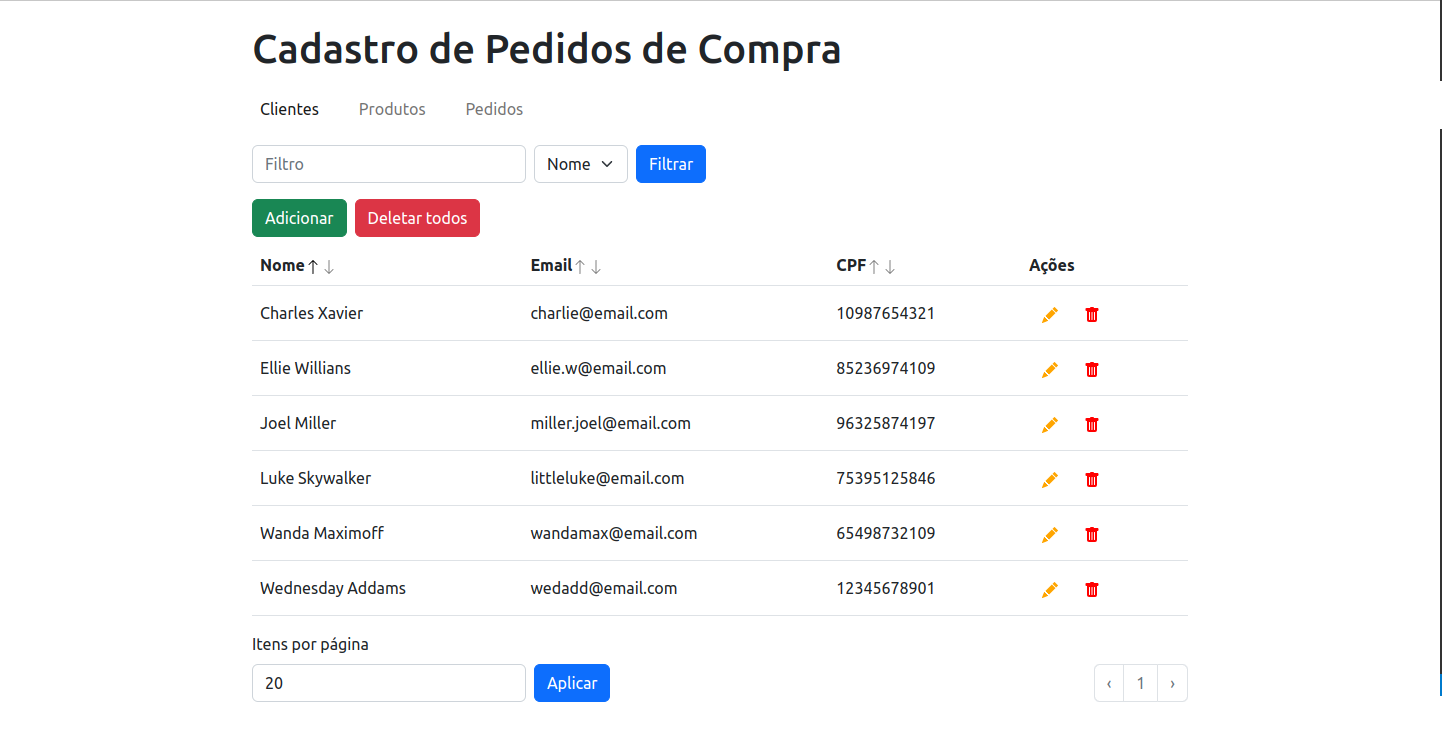 Cadastro de Pedidos de Compra
Clientes Produtos Pedidos
Filtro Nome Filtrar
Adicionar Deletar todos
Nome↑↓ Email↑↓ CPF↑↓ Ações
Charles Xavier charlie@email.com 10987654321
Ellie Willians ellie.w@email.com 85236974109
Joel Miller miller.joel@email.com 96325874197
Luke Skywalker littleluke@email.com 75395125846
Wanda Maximoff wandamax@email.com 65498732109
Wednesday Addams wedadd@email.com 12345678901
Itens por página
20 Aplicar ‹ 1 ›